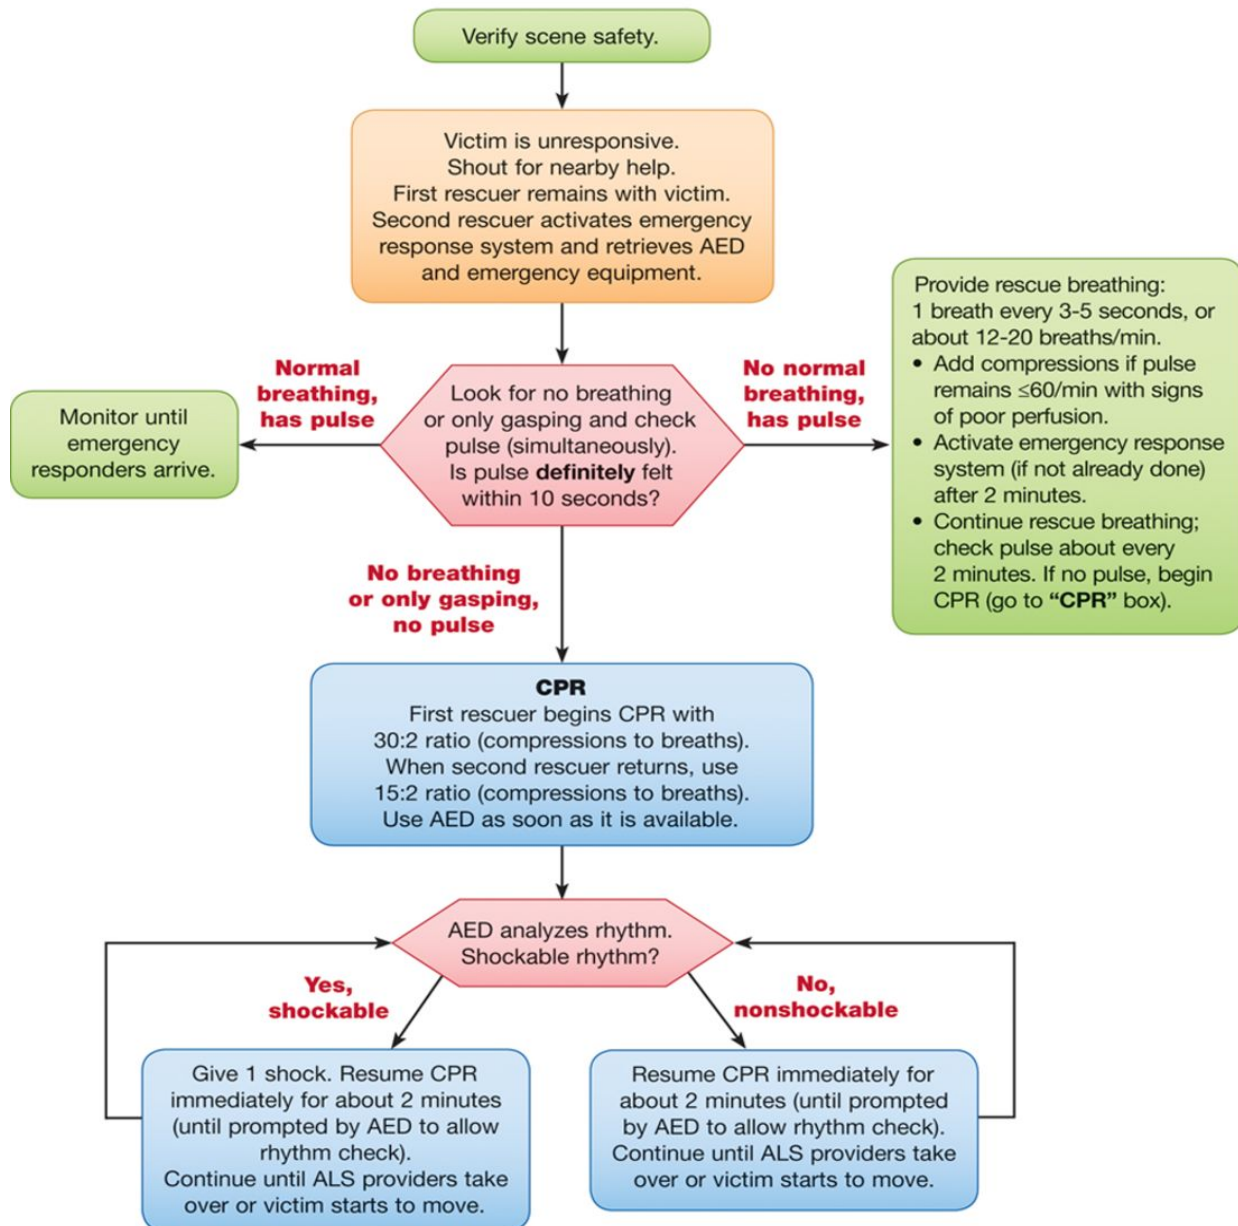 Verify scene safety.
Victim is unresponsive.
Shout for nearby help.
First rescuer remains with victim.
Second rescuer activates emergency
response system and retrieves AED
and emergency equipment.
Normal
breathing,
has pulse
Monitor until
emergency
responders arrive.
Look for no breathing
or only gasping and check
pulse (simultaneously).
Is pulse definitely felt
within 10 seconds?
No normal
breathing,
has pulse
Provide rescue breathing:
1 breath every 3-5 seconds, or
about 12-20 breaths/min.
• Add compressions if pulse
remains ≤60/min with signs
of poor perfusion.
• Activate emergency response
system (if not already done)
after 2 minutes.
• Continue rescue breathing;
check pulse about every
2 minutes. If no pulse, begin
CPR (go to “CPR” box).
No breathing
or only gasping,
no pulse
CPR
First rescuer begins CPR with
30:2 ratio (compressions to breaths).
When second rescuer returns, use
15:2 ratio (compressions to breaths).
Use AED as soon as it is available.
AED analyzes rhythm.
Shockable rhythm?
Yes,
shockable
No,
nonshockable
Give 1 shock. Resume CPR
immediately for about 2 minutes
(until prompted by AED to allow
rhythm check).
Continue until ALS providers take
over or victim starts to move.
Resume CPR immediately for
about 2 minutes (until prompted
by AED to allow rhythm check).
Continue until ALS providers take
over or victim starts to move.